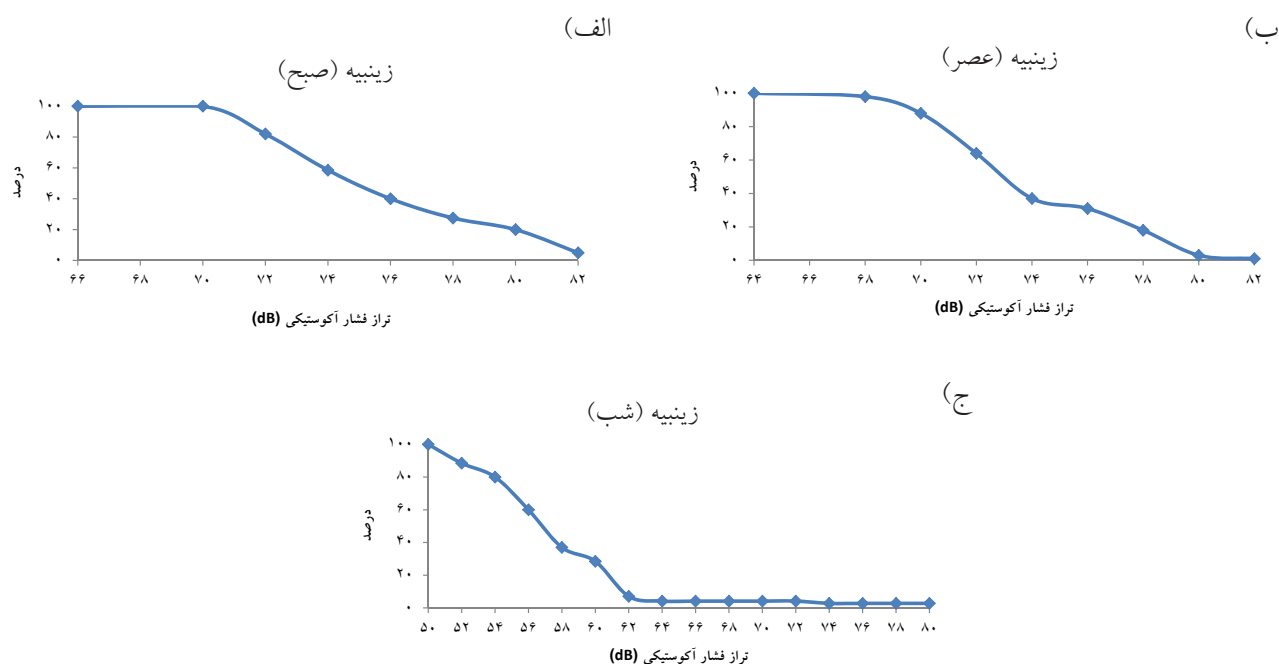 الف)
زینبیه (صبح)
۱۰۰
۸۰
۶۰
۴۰
۲۰
۰
درصد
۶۶ ۶۸ ۷۰ ۷۲ ۷۴ ۷۶ ۷۸ ۸۰ ۸۲
تراز فشار آکوستیکی (dB)
ب)
زینبیه (عصر)
۱۰۰
۸۰
۶۰
۴۰
۲۰
۰
درصد
۶۴ ۶۶ ۶۸ ۷۰ ۷۲ ۷۴ ۷۶ ۷۸ ۸۰ ۸۲
تراز فشار آکوستیکی (dB)
ج)
زینبیه (شب)
۱۰۰
۸۰
۶۰
۴۰
۲۰
۰
درصد
۵۰ ۵۲ ۵۴ ۵۶ ۵۸ ۶۰ ۶۲ ۶۴ ۶۶ ۶۸ ۷۰ ۷۲ ۷۴ ۷۶ ۷۸ ۸۰
تراز فشار آکوستیکی (dB)